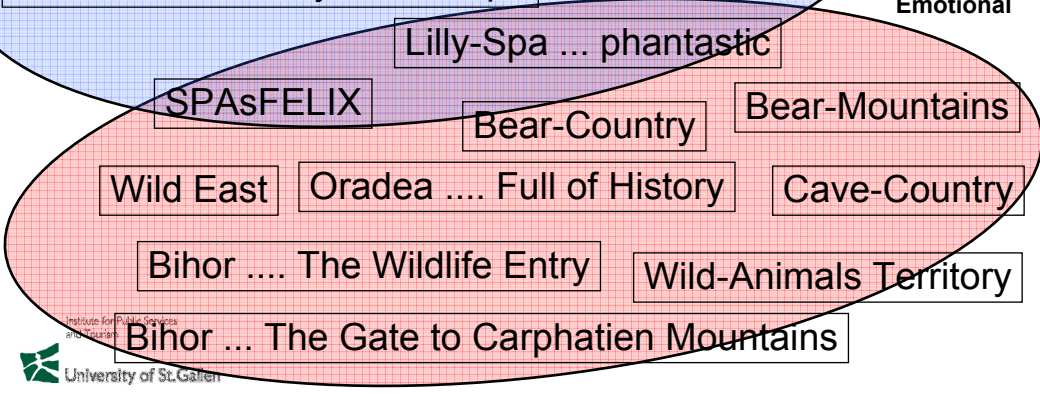 Emotional
Lilly-Spa ... phantastic
SPAsFELIX
Bear-Mountains
Bear-Country
Wild East
Oradea .... Full of History
Cave-Country
Bihor .... The Wildlife Entry
Wild-Animals Territory
Institute for Public Services
and Tourism
Bihor ... The Gate to Carphatien Mountains
University of St.Gallen